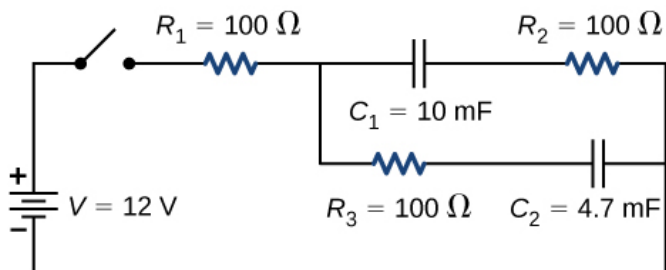 R₁ = 100 Ω R₂ = 100 Ω
C₁ = 10 mF
+
V = 12 V
R₃ = 100 Ω C₂ = 4.7 mF
−